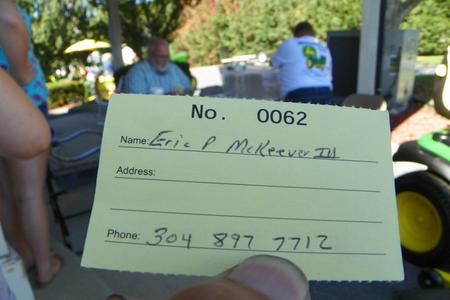 No. 0062
Name: Eric P McKeever III
Address:
Phone: 304 897 7712